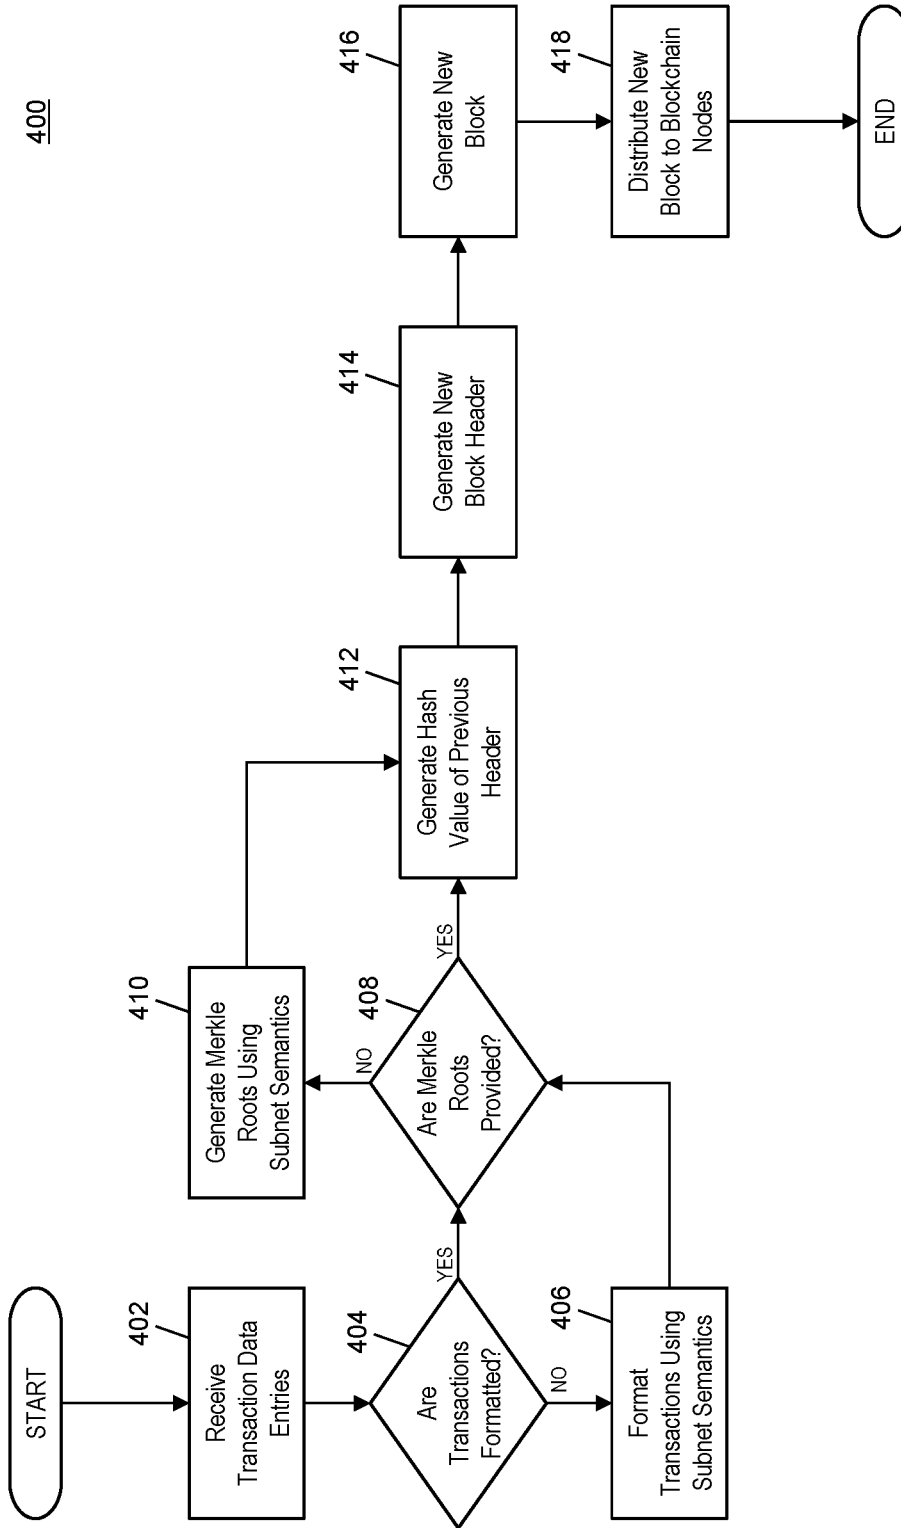 400
START
402
Receive
Transaction Data
Entries
404
Are
Transactions
Formatted?
YES
NO
406
Format
Transactions Using
Subnet Semantics
408
Are Merkle
Roots
Provided?
NO
YES
410
Generate Merkle
Roots Using
Subnet Semantics
412
Generate Hash
Value of Previous
Header
414
Generate New
Block Header
416
Generate New
Block
418
Distribute New
Block to Blockchain
Nodes
END